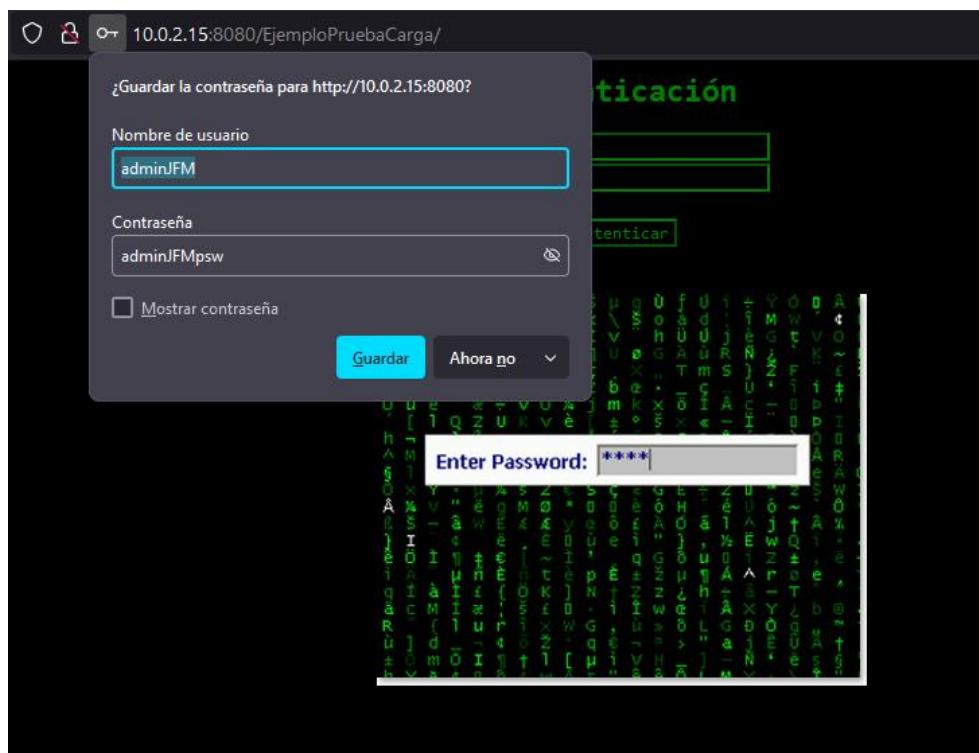 10.0.2.15:8080/EjemploPruebaCarga/
¿Guardar la contraseña para http://10.0.2.15:8080?
ticación
Nombre de usuario
adminJFM
Contraseña
adminJFMpsw
tenticar
Mostrar contraseña
Guardar
Ahora no
Enter Password: ****